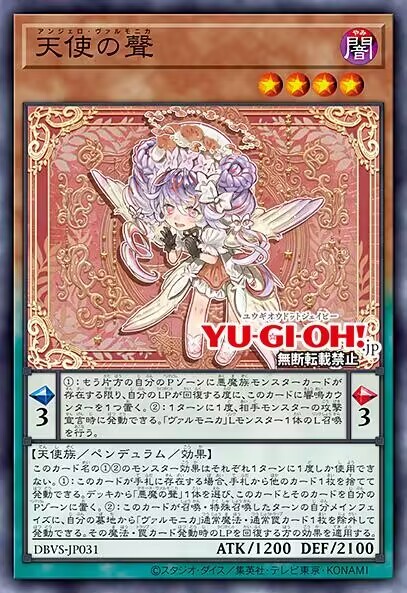 アンジェロ・ヴァルモニカ
天使の聲
やみ
闇
ユウギオウドットジェイピー
YU-GI-OH!.jp
無断転載禁止
3
①:もう片方の自分のPゾーンに悪魔族モンスターカードが
存在する限り、自分のLPが回復する度に、このカードに響鳴カウ
ンターを1つ置く。②:1ターンに1度、相手モンスターの攻撃
宣言時に発動できる。「ヴァルモニカ」Lモンスター1体のL召喚
を行う。
3
【天使族/ペンデュラム/効果】
このカード名の①②のモンスター効果はそれぞれ1ターンに1度しか使用でき
ない。①:このカードが手札に存在する場合、手札から他のカード1枚を捨て
て発動できる。デッキから「悪魔の聲」1体を選び、このカードとそのカードを自分の
Pゾーンに置く。②:このカードが召喚・特殊召喚したターンの自分メインフェイ
ズに、自分の墓地から「ヴァルモニカ」通常魔法・通常罠カード1枚を除外して
発動できる。その魔法・罠カード発動時のLPを回復する方の効果を適用する。
DBVS-JP031
ATK/1200 DEF/2100
©スタジオ・ダイス/集英社・テレビ東京・KONAMI